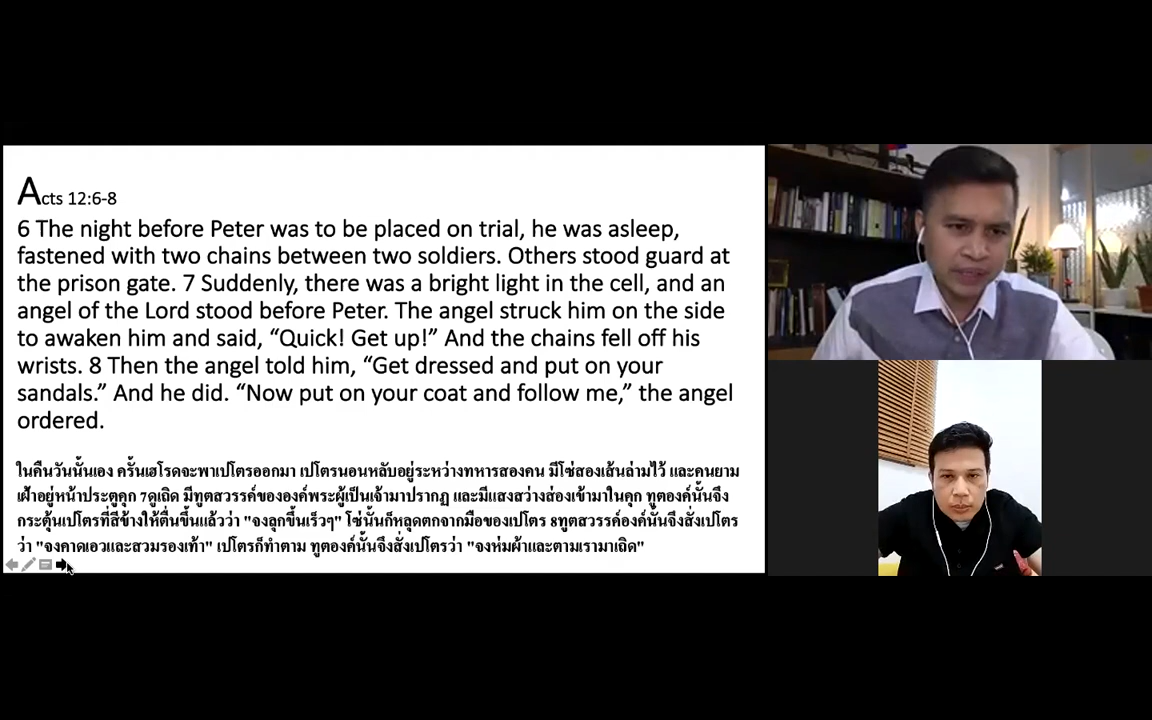 Acts 12:6-8
6 The night before Peter was to be placed on trial, he was asleep,
fastened with two chains between two soldiers. Others stood guard at
the prison gate. 7 Suddenly, there was a bright light in the cell, and an
angel of the Lord stood before Peter. The angel struck him on the side
to awaken him and said, “Quick! Get up!” And the chains fell off his
wrists. 8 Then the angel told him, “Get dressed and put on your
sandals.” And he did. “Now put on your coat and follow me,” the angel
ordered.
ในคืนวันนั้นเอง ครั้นเฮโรดจะพาเปโตรออกมา เปโตรนอนหลับอยู่ระหว่างทหารสองคน มีโซ่สองเส้นล่ามไว้ และคนยาม
เฝ้าอยู่หน้าประตูคุก 7ดูเถิด มีทูตสวรรค์ขององค์พระผู้เป็นเจ้ามาปรากฏ และมีแสงสว่างส่องเข้ามาในคุก ทูตองค์นั้นจึง
กระตุ้นเปโตรที่สีข้างให้ตื่นขึ้นแล้วว่า "จงลุกขึ้นเร็วๆ" โซ่นั้นก็หลุดตกจากมือของเปโตร 8ทูตสวรรค์องค์นั้นจึงสั่งเปโตร
ว่า "จงคาดเอวและสวมรองเท้า" เปโตรก็ทำตาม ทูตองค์นั้นจึงสั่งเปโตรว่า "จงห่มผ้าและตามเรามาเถิด"